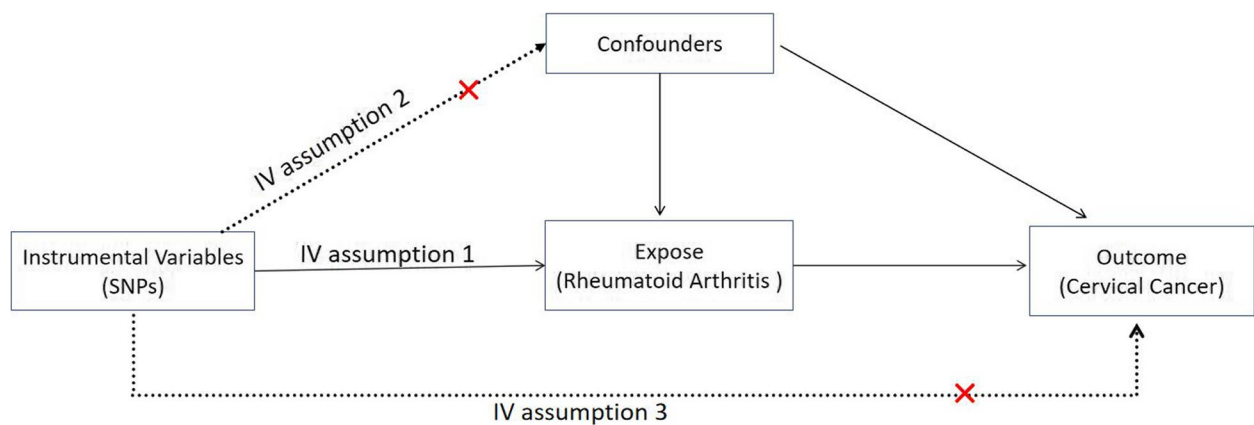 Confounders
IV assumption 2
Instrumental Variables
(SNPs)
IV assumption 1
Expose
(Rheumatoid Arthritis )
Outcome
(Cervical Cancer)
IV assumption 3